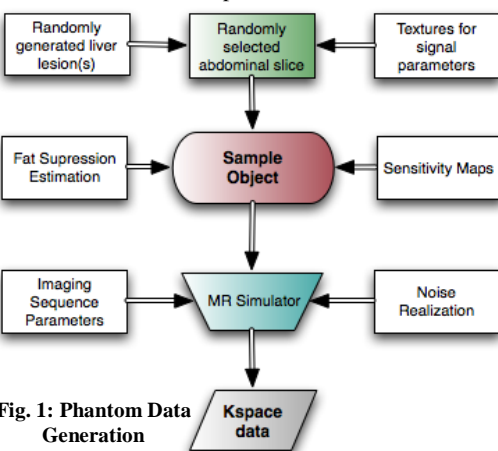 Randomly
generated liver
lesion(s)
Randomly
selected
abdominal slice
Textures for
signal
parameters
Fat Supression
Estimation
Sample
Object
Sensitivity Maps
Imaging
Sequence
Parameters
MR Simulator
Noise
Realization
Fig. 1: Phantom Data
Generation
Kspace
data